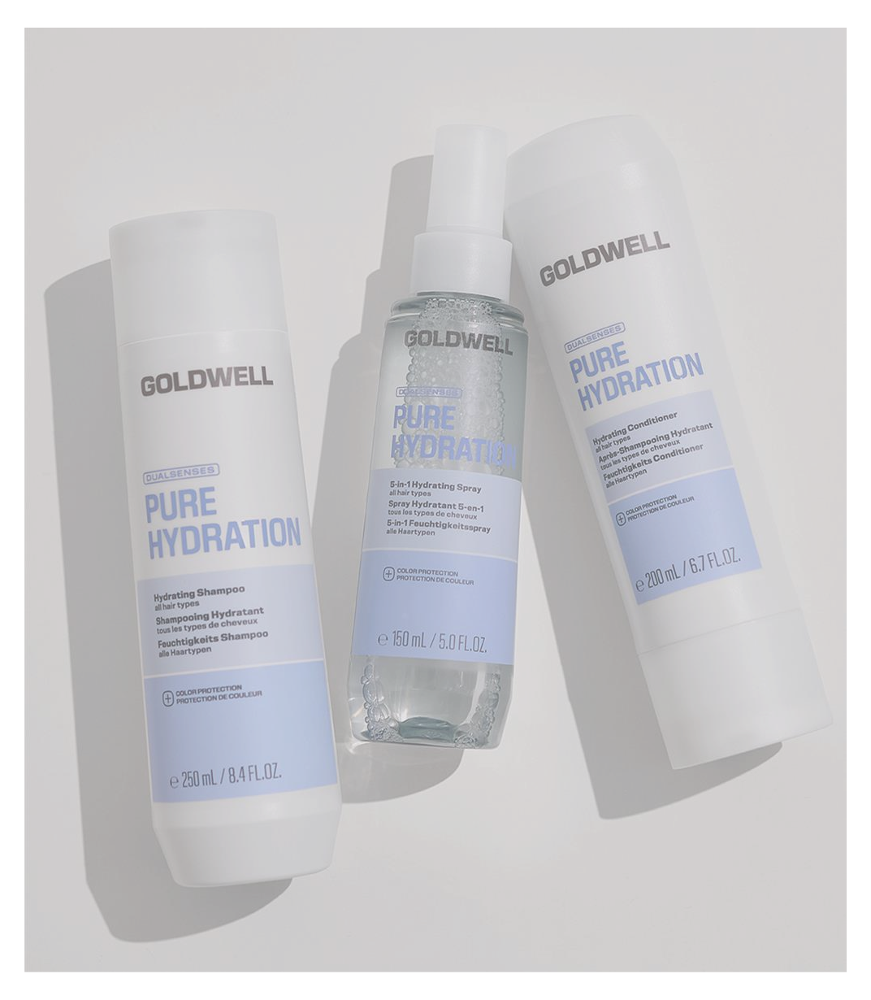 GOLDWELL
DUALSENSES
PURE
HYDRATION
Hydrating Shampoo
all hair types
Shampooing Hydratant
tous les types de cheveux
Feuchtigkeits Shampoo
alle Haartypen
COLOR PROTECTION
PROTECTION DE COULEUR
℮ 250 mL / 8.4 FL.OZ.
GOLDWELL
DUALSENSES
PURE
HYDRATION
5-in-1 Hydrating Spray
all hair types
Spray Hydratant 5-en-1
tous les types de cheveux
5-in-1 Feuchtigkeitsspray
alle Haartypen
COLOR PROTECTION
PROTECTION DE COULEUR
℮ 150 mL / 5.0 FL.OZ.
GOLDWELL
DUALSENSES
PURE
HYDRATION
Hydrating Conditioner
all hair types
Après-Shampooing Hydratant
tous les types de cheveux
Feuchtigkeits Conditioner
alle Haartypen
COLOR PROTECTION
PROTECTION DE COULEUR
℮ 200 mL / 6.7 FL.OZ.